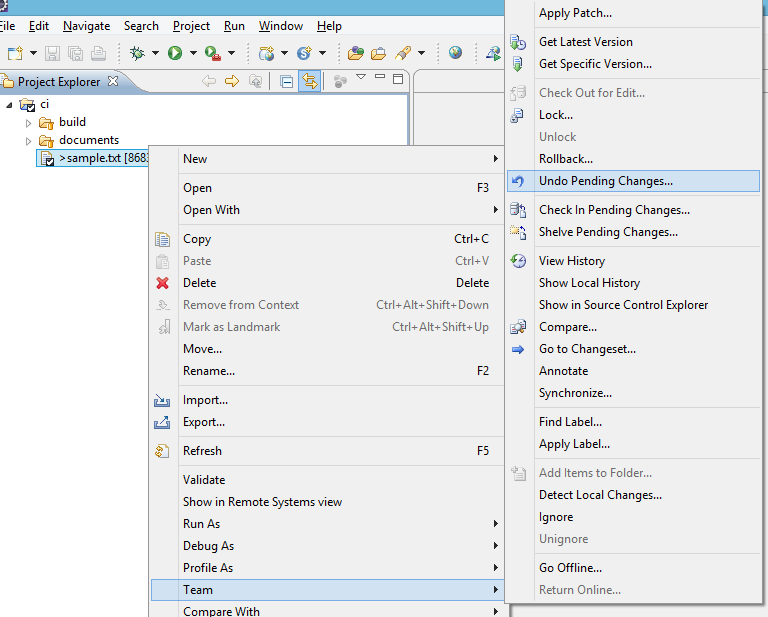 File Edit Navigate Search Project Run Window Help
Project Explorer
ci
build
documents
>sample.txt [8683
New
Open F3
Open With
Copy Ctrl+C
Paste Ctrl+V
Delete Delete
Remove from Context Ctrl+Alt+Shift+Down
Mark as Landmark Ctrl+Alt+Shift+Up
Move...
Rename... F2
Import...
Export...
Refresh F5
Validate
Show in Remote Systems view
Run As
Debug As
Profile As
Team
Compare With
Apply Patch...
Get Latest Version
Get Specific Version...
Check Out for Edit...
Lock...
Unlock
Rollback...
Undo Pending Changes...
Check In Pending Changes...
Shelve Pending Changes...
View History
Show Local History
Show in Source Control Explorer
Compare...
Go to Changeset...
Annotate
Synchronize...
Find Label...
Apply Label...
Add Items to Folder...
Detect Local Changes...
Ignore
Unignore
Go Offline...
Return Online...